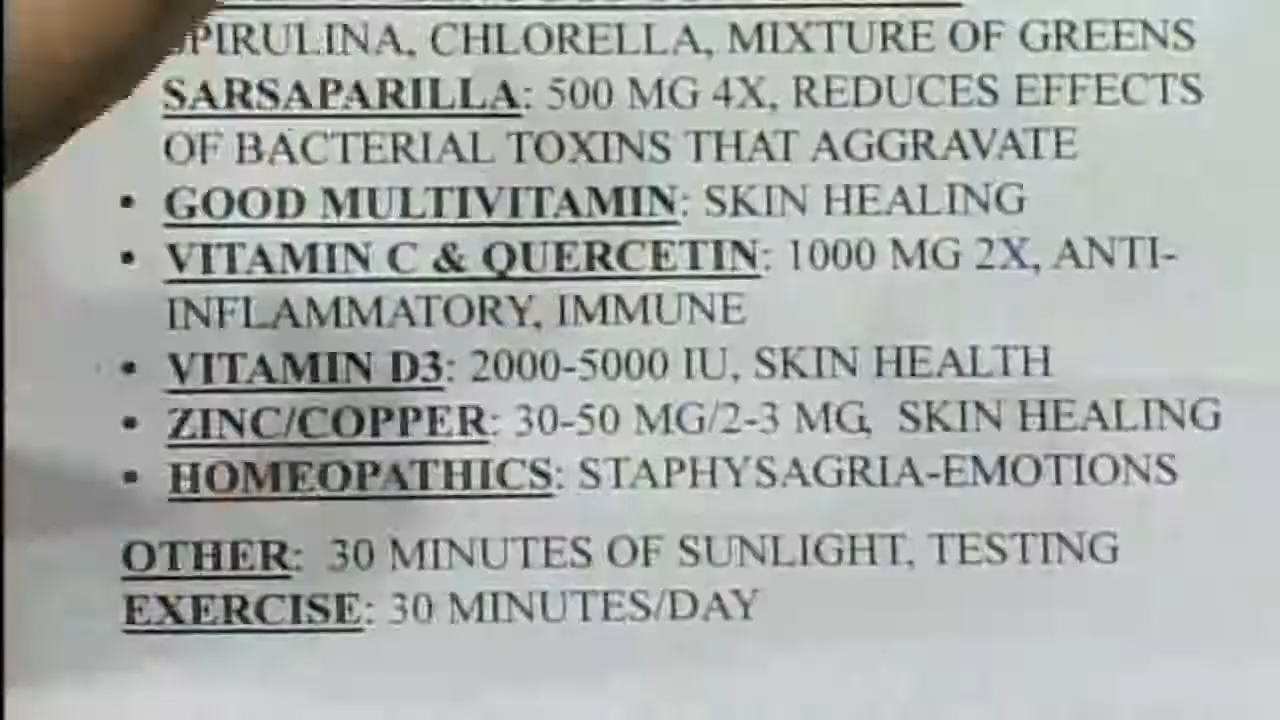 SPIRULINA, CHLORELLA, MIXTURE OF GREENS
SARSAPARILLA: 500 MG 4X, REDUCES EFFECTS
OF BACTERIAL TOXINS THAT AGGRAVATE
• GOOD MULTIVITAMIN: SKIN HEALING
• VITAMIN C & QUERCETIN: 1000 MG 2X, ANTI-
INFLAMMATORY, IMMUNE
• VITAMIN D3: 2000-5000 IU, SKIN HEALTH
• ZINC/COPPER: 30-50 MG/2-3 MG, SKIN HEALING
• HOMEOPATHICS: STAPHYSAGRIA-EMOTIONS
OTHER: 30 MINUTES OF SUNLIGHT, TESTING
EXERCISE: 30 MINUTES/DAY